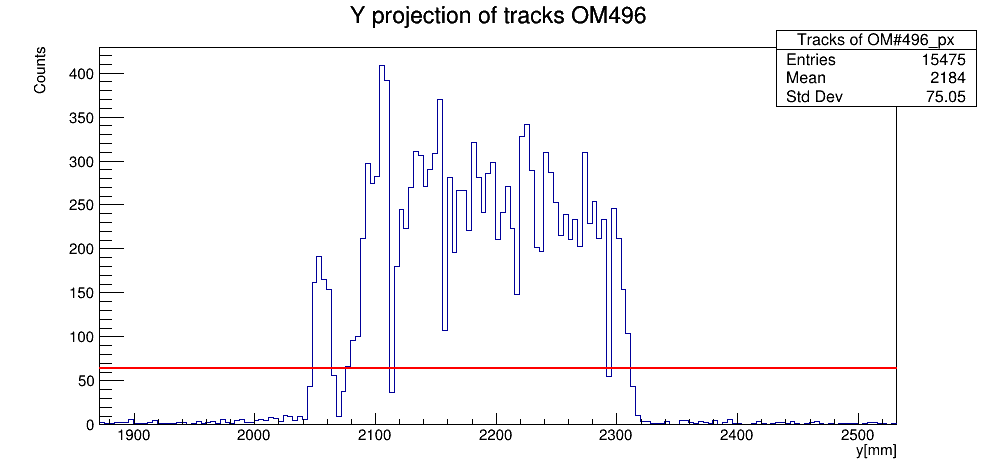 Y projection of tracks OM496
Tracks of OM#496_px
Entries 15475
Mean 2184
Std Dev 75.05
Counts
400
350
300
250
200
150
100
50
0
1900 2000 2100 2200 2300 2400 2500
y[mm]